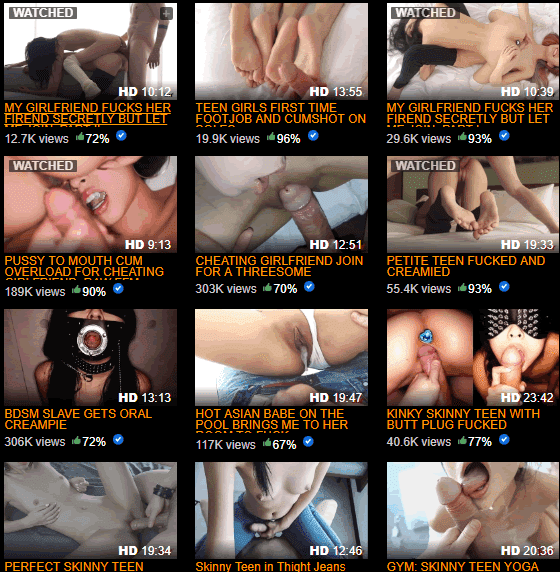 WATCHED
HD 10:12
MY GIRLFRIEND FUCKS HER
FIREND SECRETLY BUT LET
12.7K views 72%
HD 13:55
TEEN GIRLS FIRST TIME
FOOTJOB AND CUMSHOT ON
19.9K views 96%
WATCHED
HD 10:39
MY GIRLFRIEND FUCKS HER
FIREND SECRETLY BUT LET
29.6K views 93%
WATCHED
HD 9:13
PUSSY TO MOUTH CUM
OVERLOAD FOR CHEATING
189K views 90%
HD 12:51
CHEATING GIRLFRIEND JOIN
FOR A THREESOME
303K views 70%
WATCHED
HD 19:33
PETITE TEEN FUCKED AND
CREAMIED
55.4K views 93%
HD 13:13
BDSM SLAVE GETS ORAL
CREAMPIE
306K views 72%
HD 19:47
HOT ASIAN BABE ON THE
POOL BRINGS ME TO HER
117K views 67%
HD 23:42
KINKY SKINNY TEEN WITH
BUTT PLUG FUCKED
40.6K views 77%
HD 19:34
PERFECT SKINNY TEEN
HD 12:46
Skinny Teen in Thight Jeans
HD 20:36
GYM: SKINNY TEEN YOGA